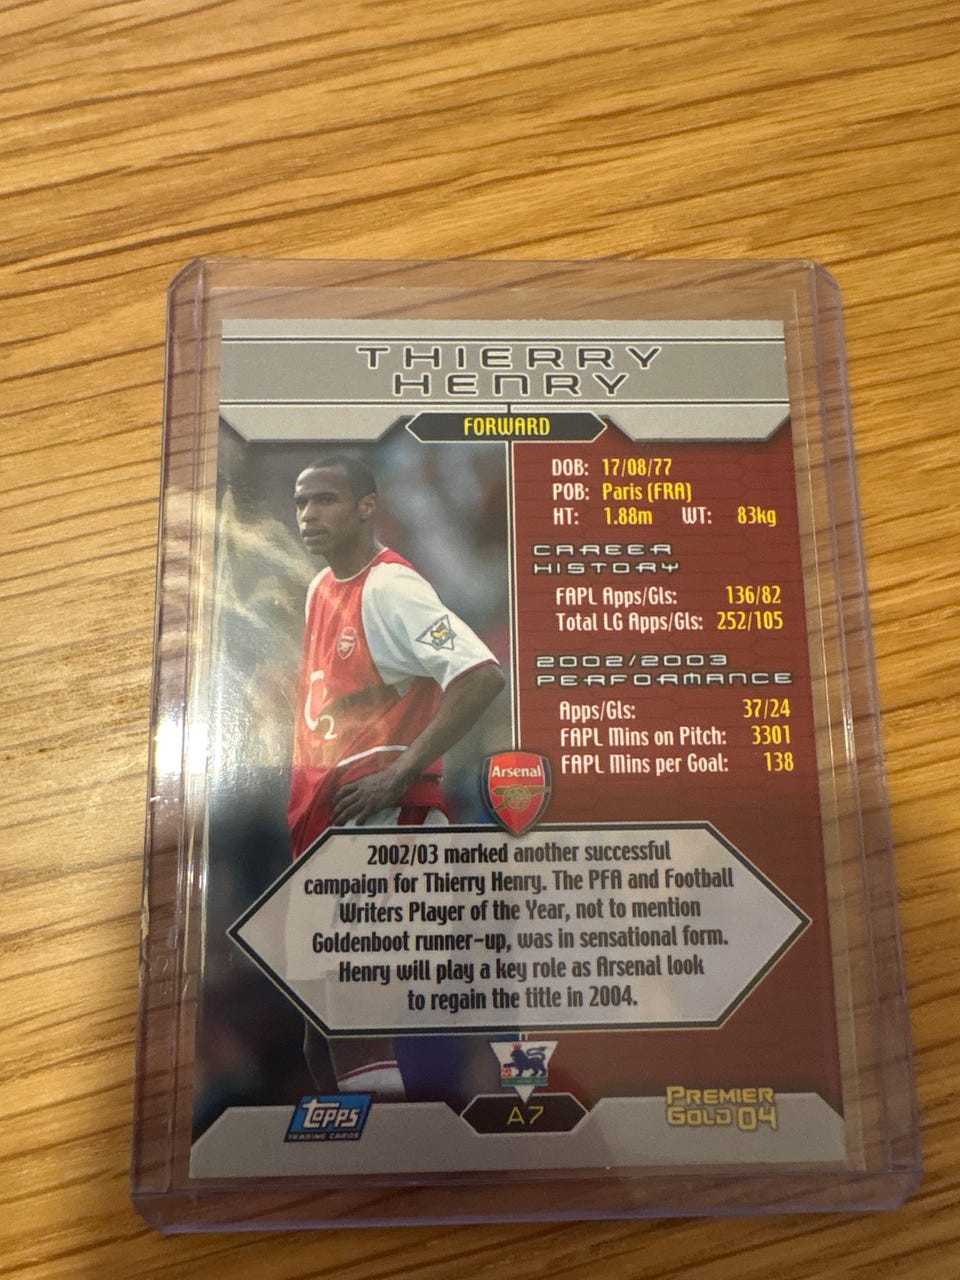 THIERRY
HENRY
FORWARD
DOB: 17/08/77
POB: Paris (FRA)
HT: 1.88m WT: 83kg
CAREER
HISTORY
FAPL Apps/Gls: 136/82
Total LG Apps/Gls: 252/105
2002/2003
PERFORMANCE
Apps/Gls: 37/24
FAPL Mins on Pitch: 3301
FAPL Mins per Goal: 138
O2
Arsenal
2002/03 marked another successful
campaign for Thierry Henry. The PFA and Football
Writers Player of the Year, not to mention
Goldenboot runner-up, was in sensational form.
Henry will play a key role as Arsenal look
to regain the title in 2004.
Topps
TRADING CARDS
A7
PREMIER
GOLD 04